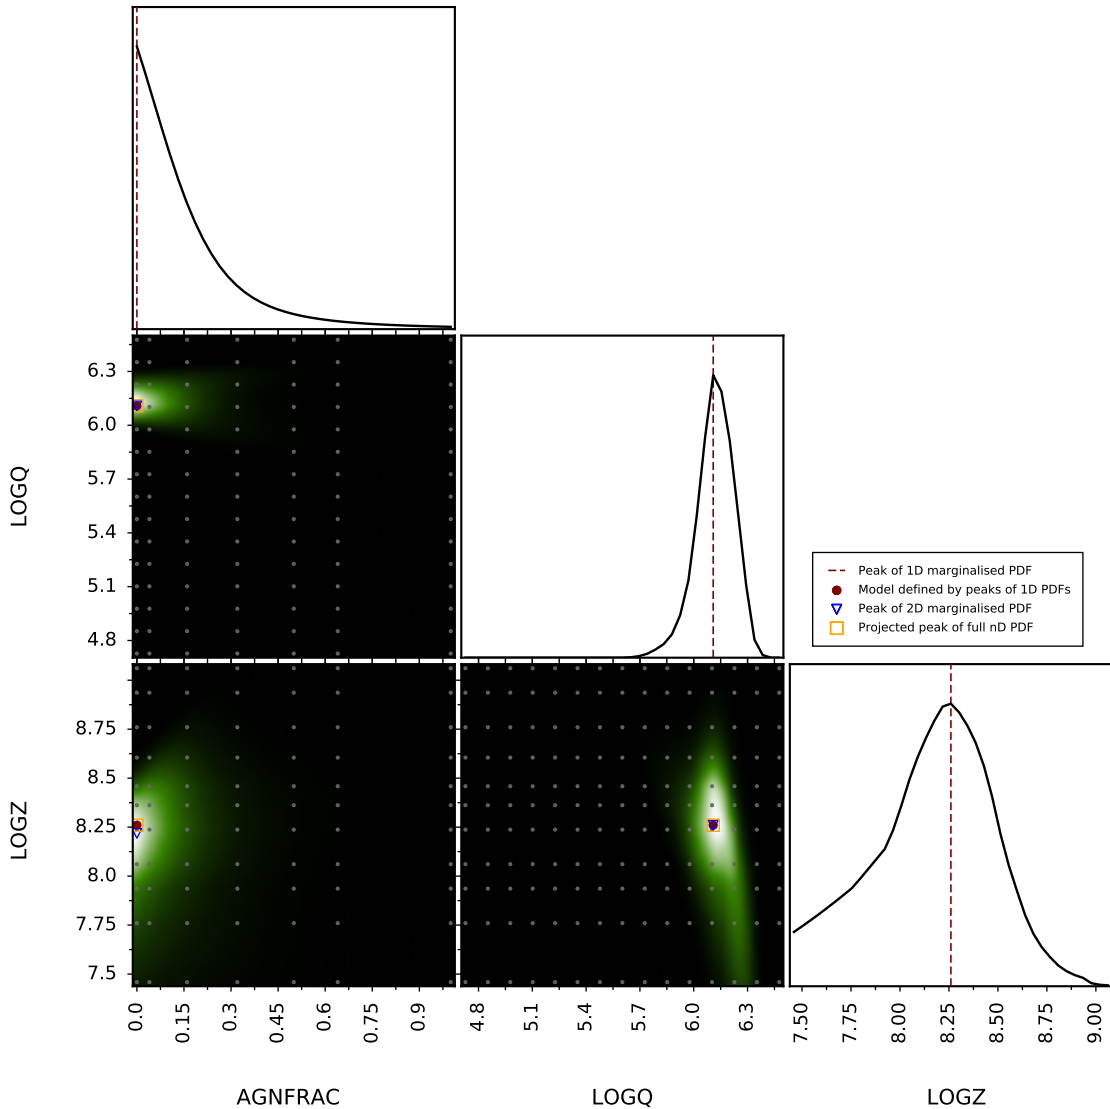 6.3
6.0
5.7
5.4
5.1
4.8
LOGQ
Peak of 1D marginalised PDF
Model defined by peaks of 1D PDFs
Peak of 2D marginalised PDF
Projected peak of full nD PDF
8.75
8.5
8.25
8.0
7.75
7.5
LOGZ
0.0 0.15 0.3 0.45 0.6 0.75 0.9
4.8 5.1 5.4 5.7 6.0 6.3
7.50 7.75 8.00 8.25 8.50 8.75 9.00
AGNFRAC
LOGQ
LOGZ